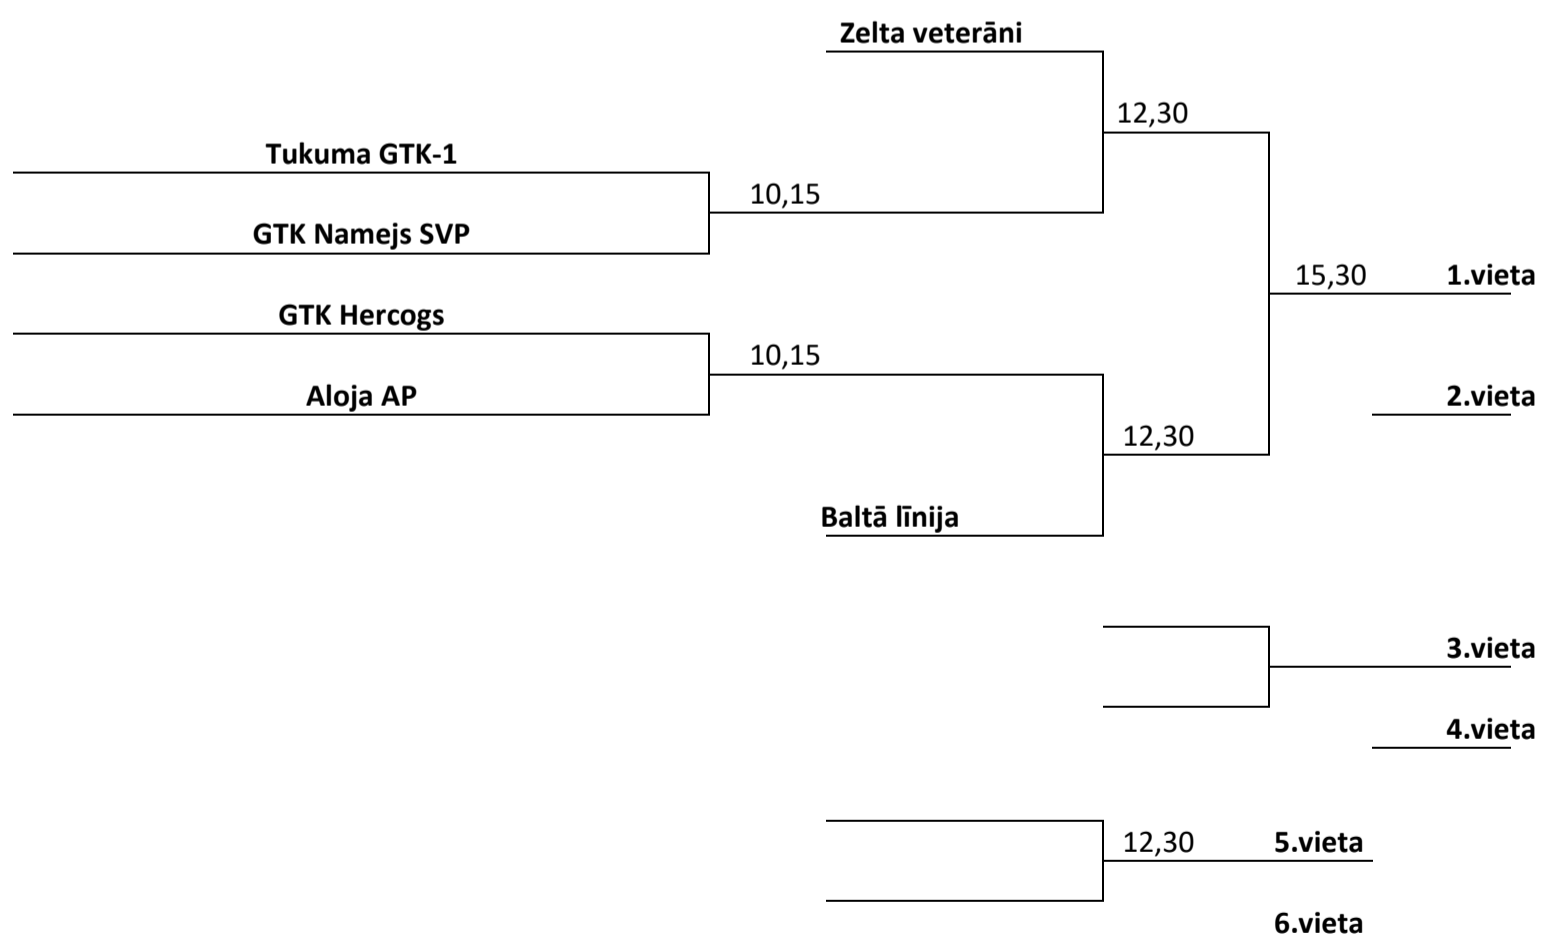 Zelta veterāni
12,30
Tukuma GTK-1
10,15
GTK Namejs SVP
15,30 1.vieta
GTK Hercogs
10,15
Aloja AP
2.vieta
12,30
Baltā līnija
3.vieta
4.vieta
12,30 5.vieta
6.vieta